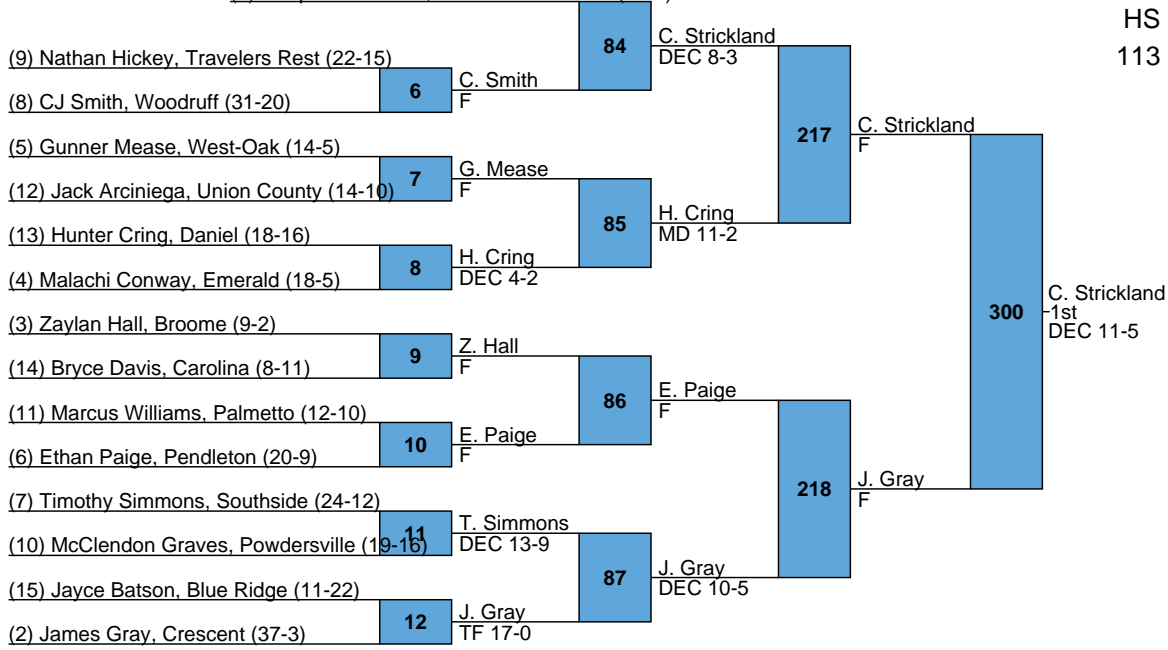 HS
113
84
C. Strickland
DEC 8-3
(9) Nathan Hickey, Travelers Rest (22-15)
6
C. Smith
F
(8) CJ Smith, Woodruff (31-20)
217
C. Strickland
F
(5) Gunner Mease, West-Oak (14-5)
7
G. Mease
F
(12) Jack Arciniega, Union County (14-10)
85
H. Cring
MD 11-2
(13) Hunter Cring, Daniel (18-16)
8
H. Cring
DEC 4-2
(4) Malachi Conway, Emerald (18-5)
300
C. Strickland
1st
DEC 11-5
(3) Zaylan Hall, Broome (9-2)
9
Z. Hall
F
(14) Bryce Davis, Carolina (8-11)
86
E. Paige
F
(11) Marcus Williams, Palmetto (12-10)
10
E. Paige
F
(6) Ethan Paige, Pendleton (20-9)
218
J. Gray
F
(7) Timothy Simmons, Southside (24-12)
11
T. Simmons
DEC 13-9
(10) McClendon Graves, Powdersville (19-16)
87
J. Gray
DEC 10-5
(15) Jayce Batson, Blue Ridge (11-22)
12
J. Gray
TF 17-0
(2) James Gray, Crescent (37-3)